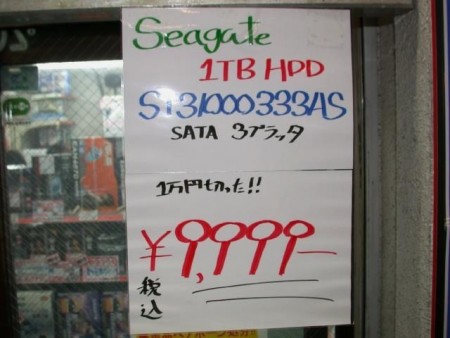 Seagate
1TB HDD
ST31000333AS
SATA 3プラッタ
1万円切った!!
¥9,999-
税込